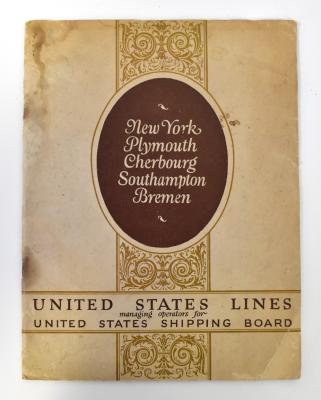 New York
Plymouth
Cherbourg
Southampton
Bremen
UNITED STATES LINES
managing operators for
UNITED STATES SHIPPING BOARD